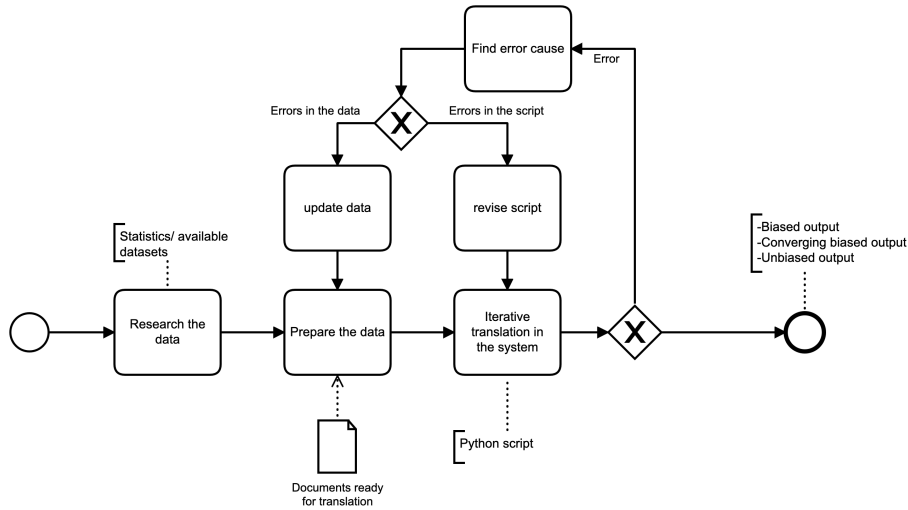 Find error cause
Error
Errors in the data
Errors in the script
X
update data
revise script
Statistics/ available
datasets
-Biased output
-Converging biased output
-Unbiased output
Research the
data
Prepare the data
Iterative
translation in
the system
X
Python script
Documents ready
for translation